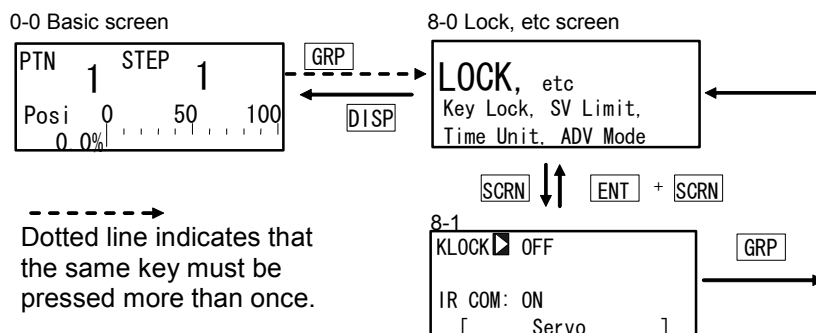 0-0 Basic screen
8-0 Lock, etc screen
PTN 1 STEP 1
Posi 0 50 100
0.0%
GRP
DISP
LOCK, etc
Key Lock, SV Limit,
Time Unit, ADV Mode
SCRN ENT + SCRN
Dotted line indicates that
the same key must be
pressed more than once.
8-1
KLOCK OFF
IR COM: ON
[ Servo ]
GRP